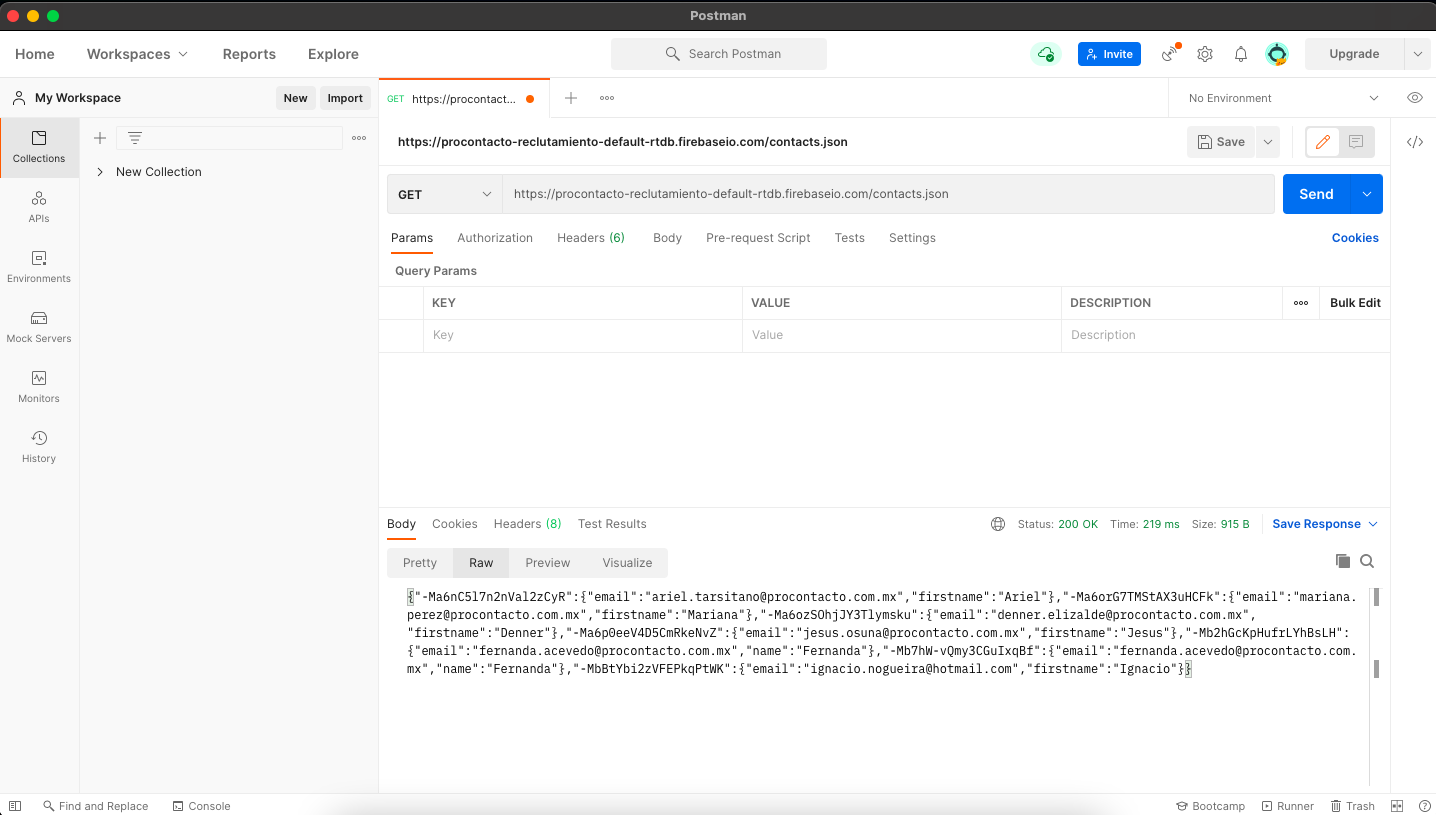 Postman
Home Workspaces Reports Explore Search Postman Invite Upgrade
My Workspace New Import GET https://procontact... No Environment
Collections
APIs
Environments
Mock Servers
Monitors
History
New Collection
https://procontacto-reclutamiento-default-rtdb.firebaseio.com/contacts.json Save
GET https://procontacto-reclutamiento-default-rtdb.firebaseio.com/contacts.json Send
Params Authorization Headers (6) Body Pre-request Script Tests Settings Cookies
Query Params
KEY VALUE DESCRIPTION Bulk Edit
Key Value Description
Body Cookies Headers (8) Test Results Status: 200 OK Time: 219 ms Size: 915 B Save Response
Pretty Raw Preview Visualize
{"-Ma6nC5l7n2nVal2zCyR":{"email":"ariel.tarsitano@procontacto.com.mx","firstname":"Ariel"},"-Ma6orG7TMStAX3uHCFk":{"email":"mariana.
perez@procontacto.com.mx","firstname":"Mariana"},"-Ma6ozSOhjJY3Tlymsku":{"email":"denner.elizalde@procontacto.com.mx",
"firstname":"Denner"},"-Ma6p0eeV4D5CmRkeNvZ":{"email":"jesus.osuna@procontacto.com.mx","firstname":"Jesus"},"-Mb2hGcKpHufrLYhBsLH":
{"email":"fernanda.acevedo@procontacto.com.mx","name":"Fernanda"},"-Mb7hW-vQmy3CGuIxqBf":{"email":"fernanda.acevedo@procontacto.com.
mx","name":"Fernanda"},"-MbBtYbi2zVFEPkqPtWK":{"email":"ignacio.nogueira@hotmail.com","firstname":"Ignacio"}}
Find and Replace Console Bootcamp Runner Trash